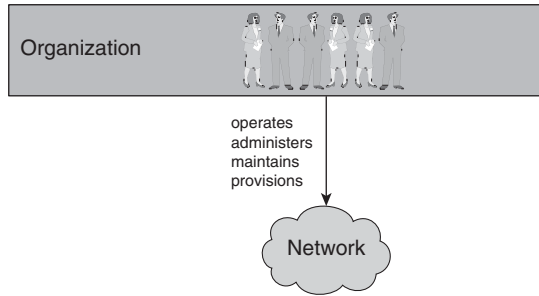 Organization
operates
administers
maintains
provisions
Network